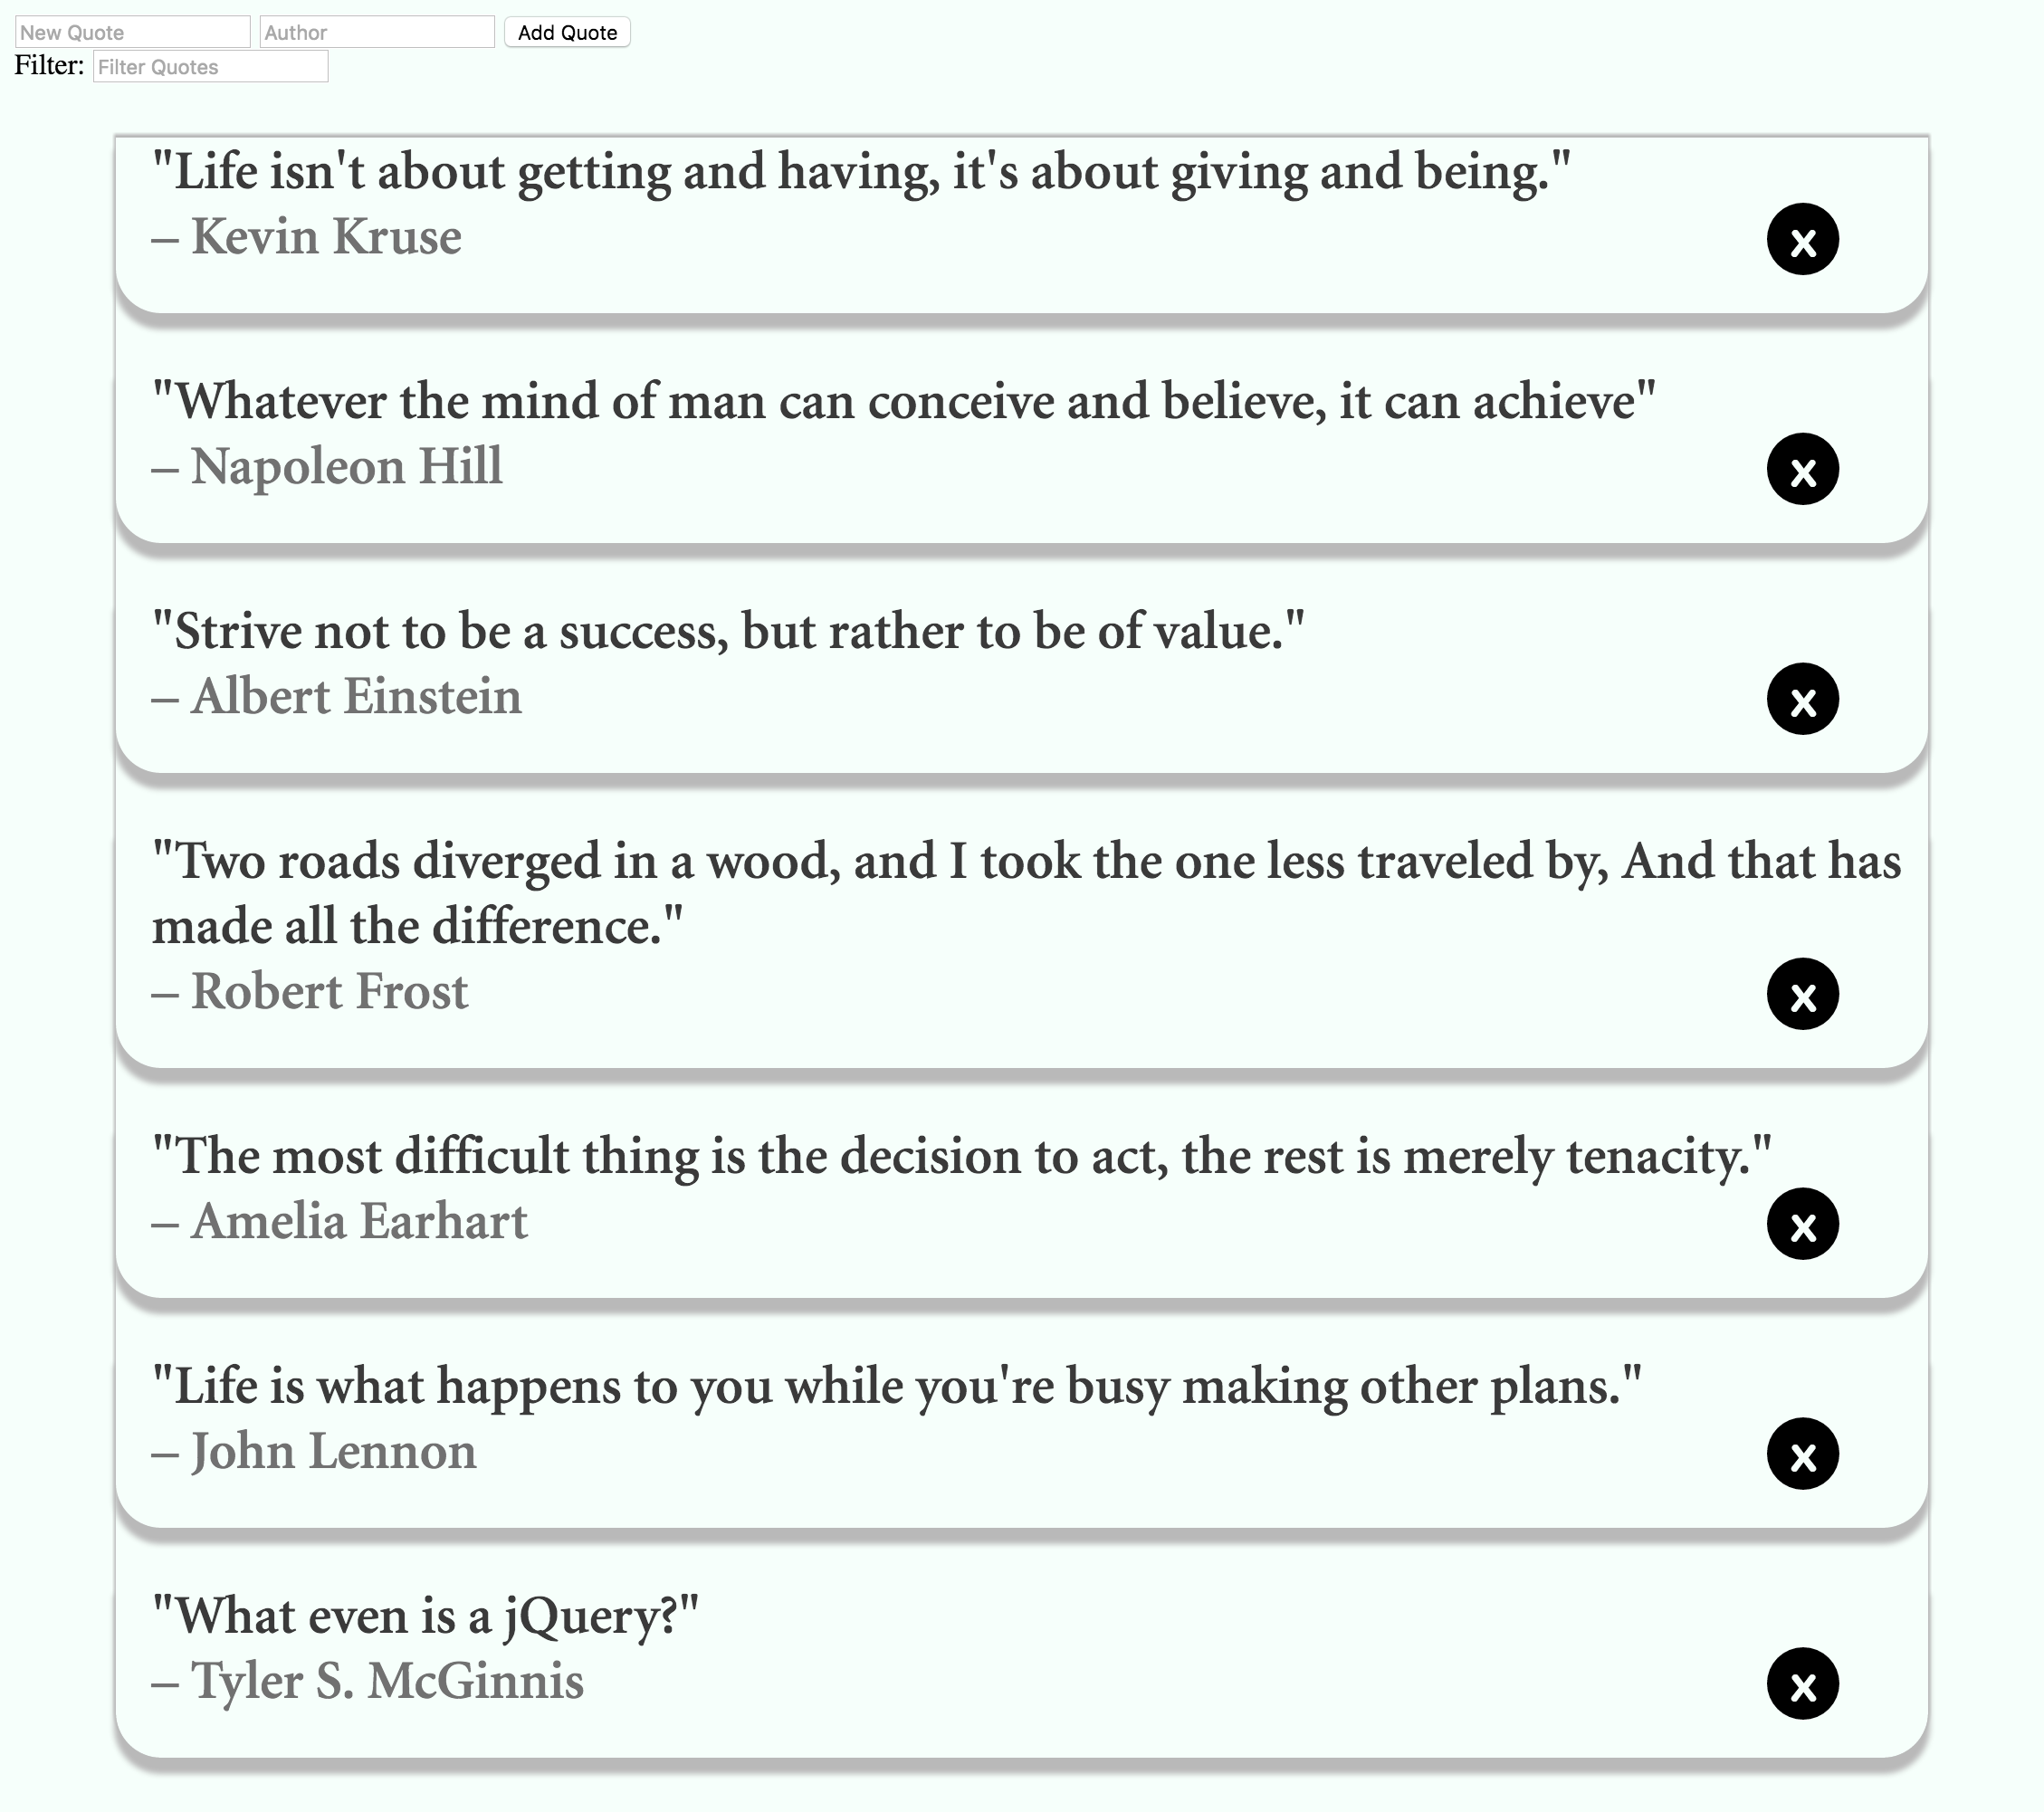 New Quote Author Add Quote
Filter: Filter Quotes
"Life isn't about getting and having, it's about giving and being."
– Kevin Kruse
x
"Whatever the mind of man can conceive and believe, it can achieve"
– Napoleon Hill
x
"Strive not to be a success, but rather to be of value."
– Albert Einstein
x
"Two roads diverged in a wood, and I took the one less traveled by, And that has
made all the difference."
– Robert Frost
x
"The most difficult thing is the decision to act, the rest is merely tenacity."
– Amelia Earhart
x
"Life is what happens to you while you're busy making other plans."
– John Lennon
x
"What even is a jQuery?"
– Tyler S. McGinnis
x